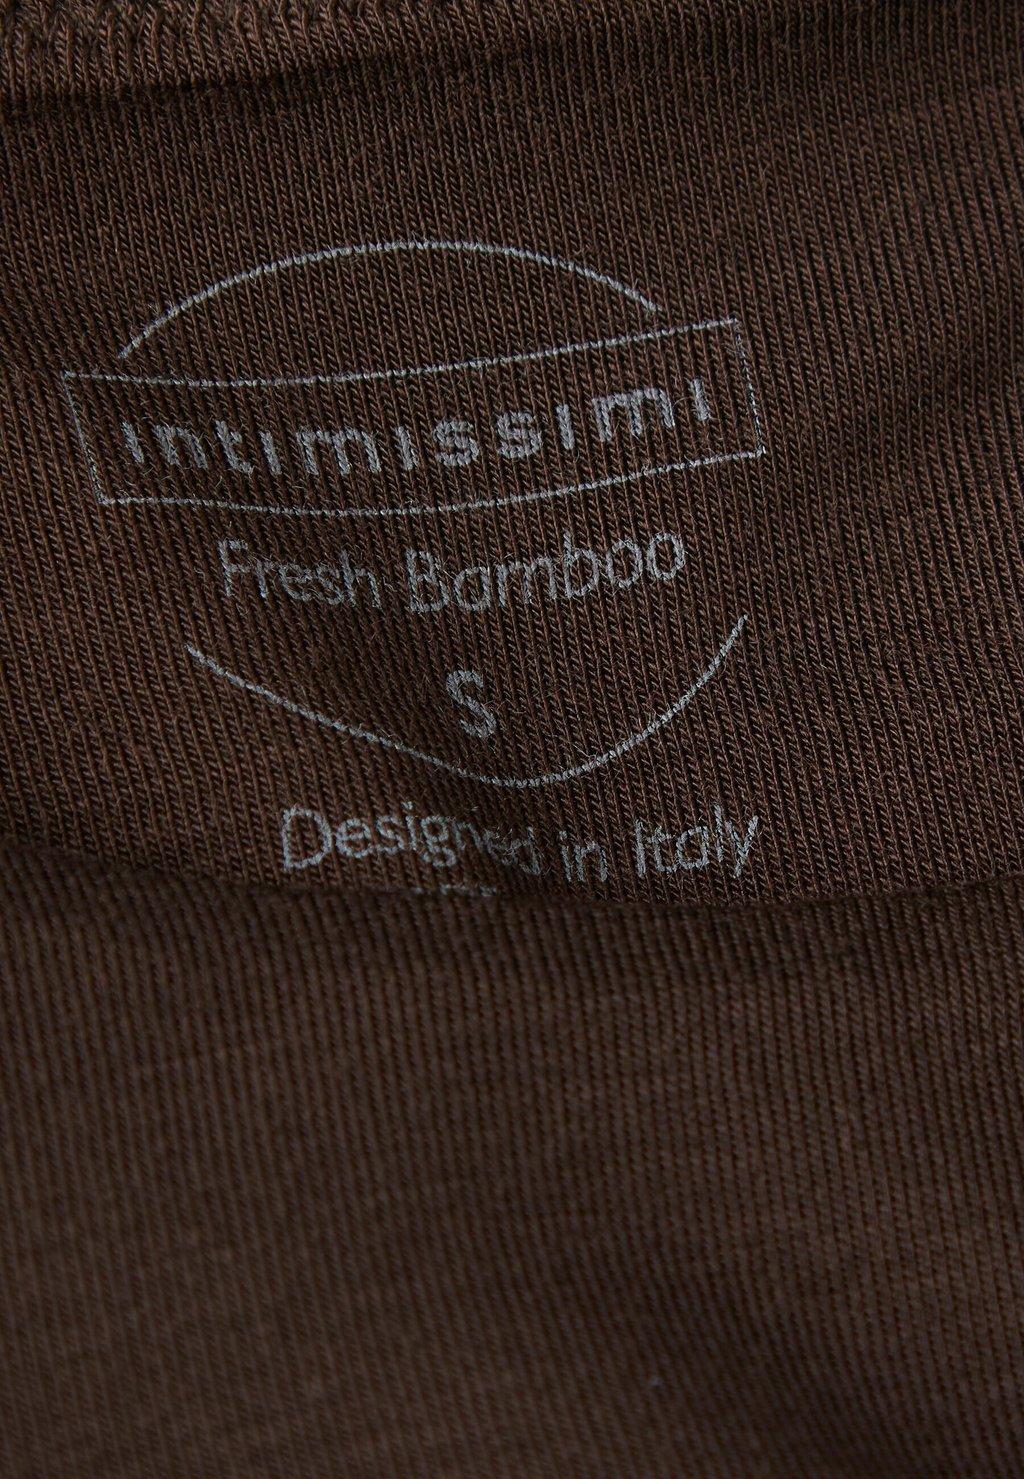 intimissimi
Fresh Bamboo
S
Designed in Italy